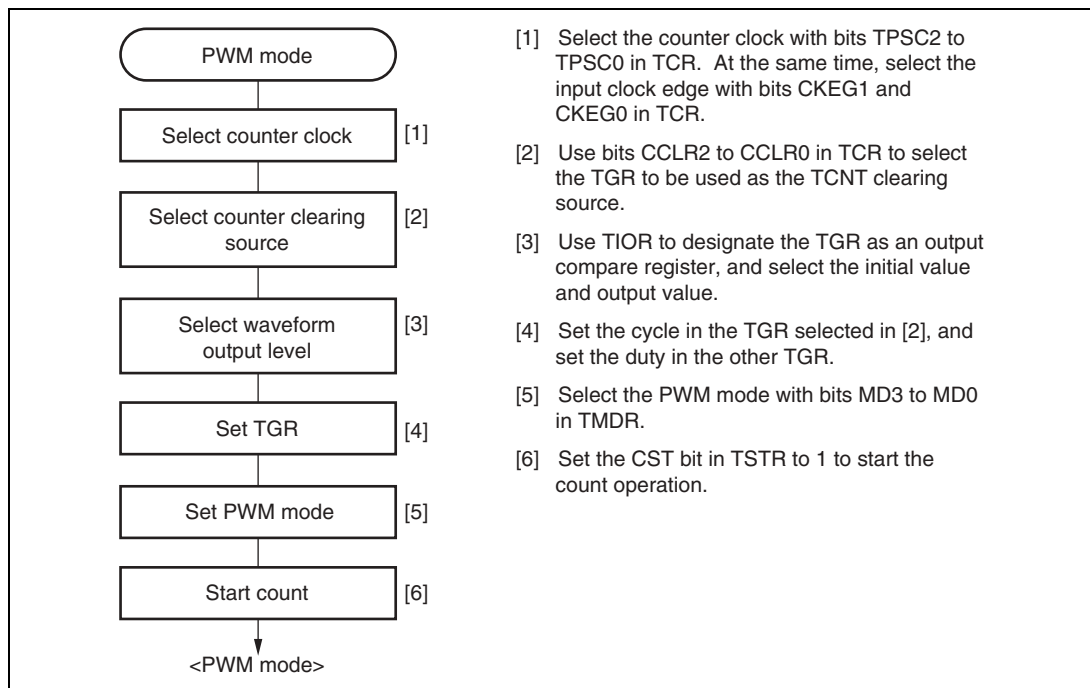 PWM mode
Select counter clock
[1]
Select counter clearing
source
[2]
Select waveform
output level
[3]
Set TGR
[4]
Set PWM mode
[5]
Start count
[6]
<PWM mode>
[1] Select the counter clock with bits TPSC2 to
TPSC0 in TCR. At the same time, select the
input clock edge with bits CKEG1 and
CKEG0 in TCR.
[2] Use bits CCLR2 to CCLR0 in TCR to select
the TGR to be used as the TCNT clearing
source.
[3] Use TIOR to designate the TGR as an output
compare register, and select the initial value
and output value.
[4] Set the cycle in the TGR selected in [2], and
set the duty in the other TGR.
[5] Select the PWM mode with bits MD3 to MD0
in TMDR.
[6] Set the CST bit in TSTR to 1 to start the
count operation.